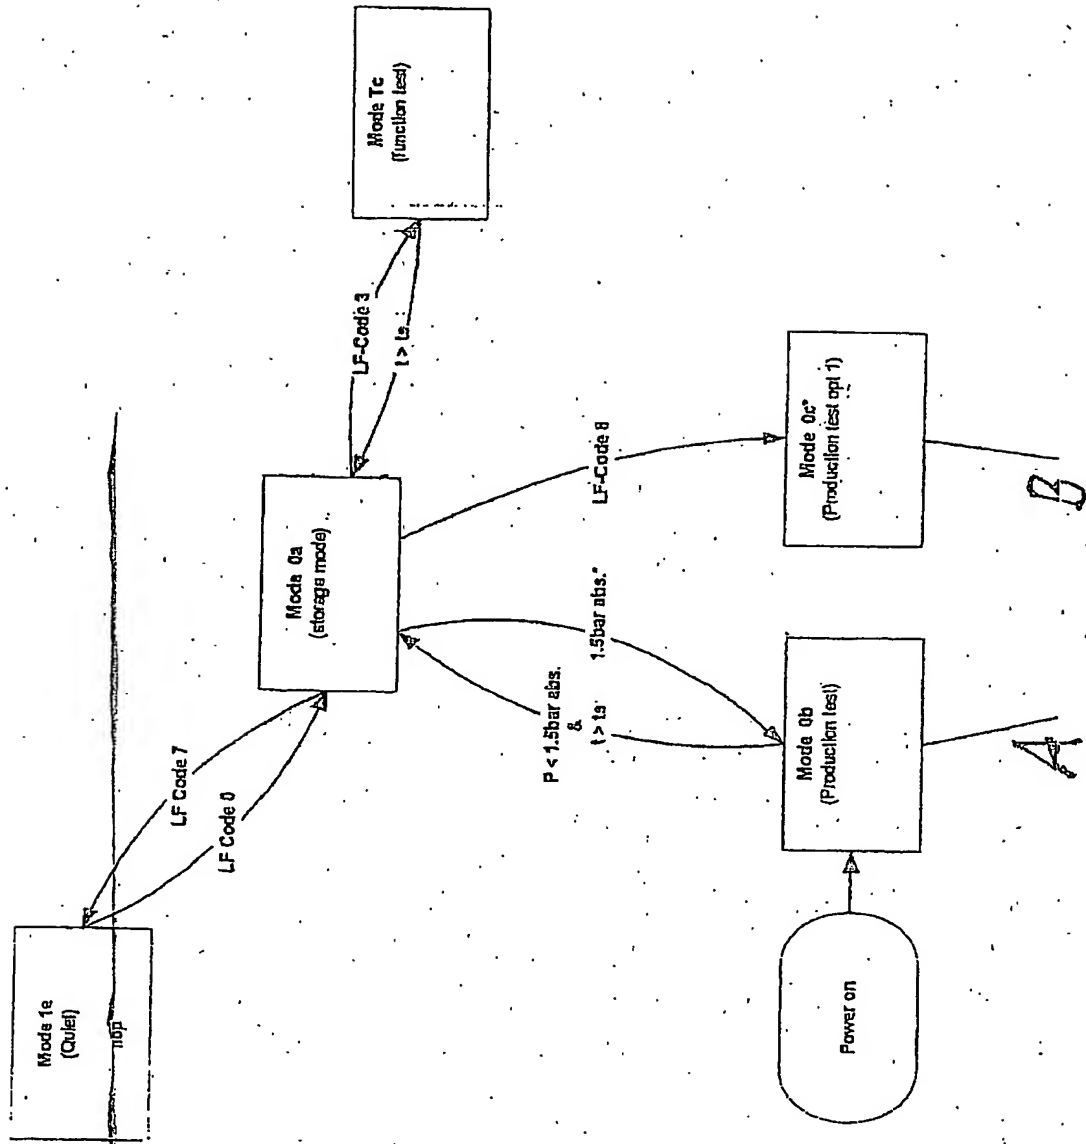 Mode 1e
(Quiet)
nop
LF Code 7
LF Code 0
Mode 0a
(storage mode)
LF-Code 3
t > ts
Mode Tc
(function test)
P < 1.5bar abs.
&
t > ts
1.5bar abs.*
LF-Code 8
Power on
Mode 0b
(Production test)
Mode 0c*
(Production test opt 1)
A
B